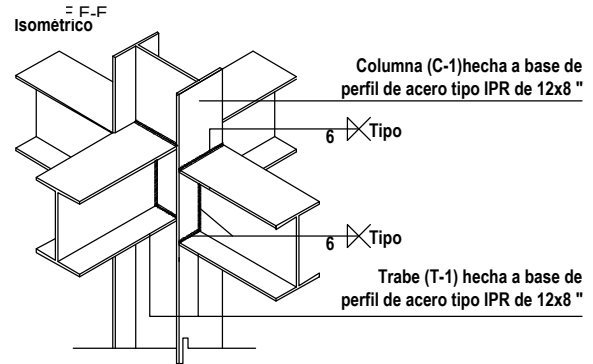 E-F
Isométrico
Columna (C-1)hecha a base de
perfil de acero tipo IPR de 12x8 "
6 Tipo
6 Tipo
Trabe (T-1) hecha a base de
perfil de acero tipo IPR de 12x8 "